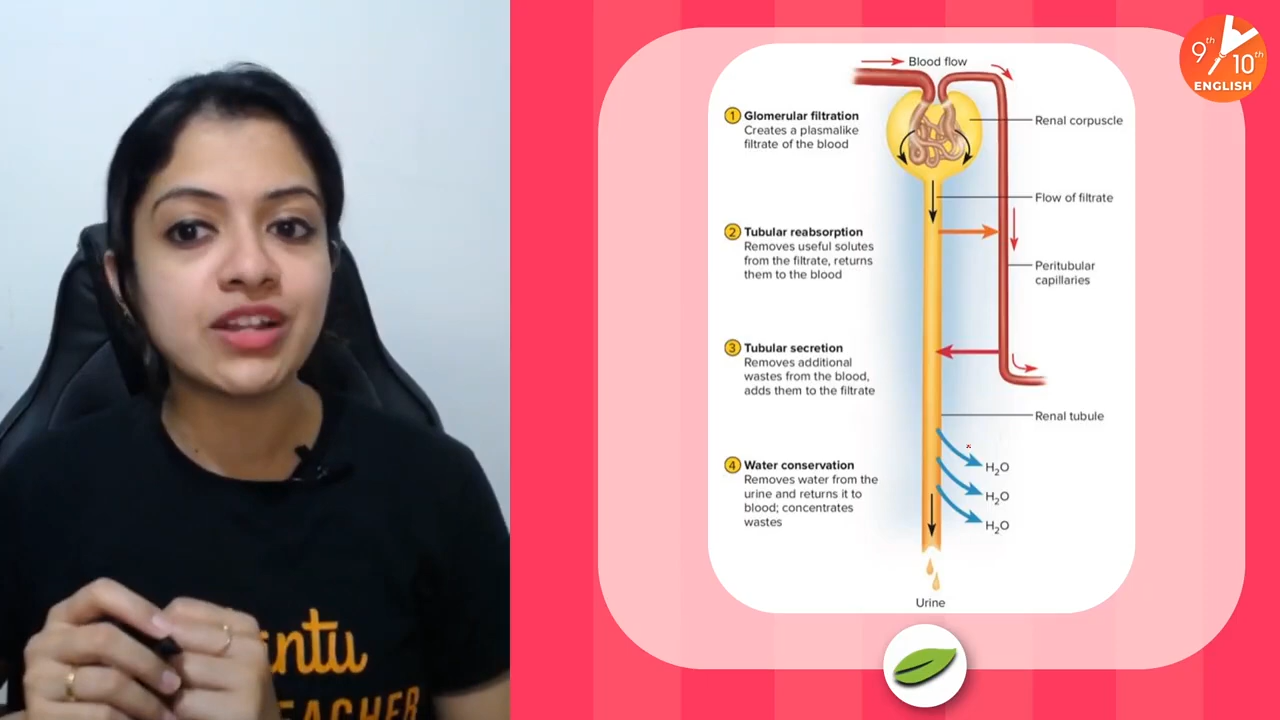 9th
10th
ENGLISH
Blood flow
1 Glomerular filtration
Creates a plasmalike
filtrate of the blood
Renal corpuscle
Flow of filtrate
2 Tubular reabsorption
Removes useful solutes
from the filtrate, returns
them to the blood
Peritubular
capillaries
3 Tubular secretion
Removes additional
wastes from the blood,
adds them to the filtrate
Renal tubule
4 Water conservation
Removes water from the
urine and returns it to
blood; concentrates
wastes
H₂O
H₂O
H₂O
Urine